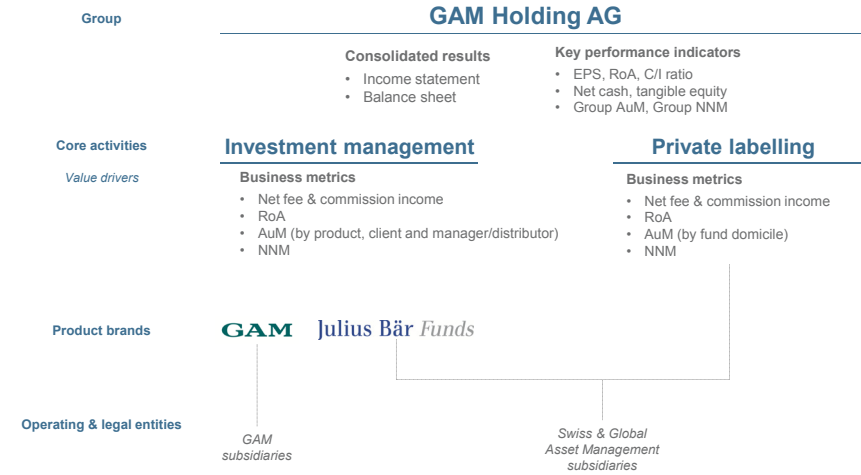 Group
GAM Holding AG
Consolidated results
• Income statement
• Balance sheet
Key performance indicators
• EPS, RoA, C/I ratio
• Net cash, tangible equity
• Group AuM, Group NNM
Core activities
Value drivers
Investment management
Business metrics
• Net fee & commission income
• RoA
• AuM (by product, client and manager/distributor)
• NNM
Private labelling
Business metrics
• Net fee & commission income
• RoA
• AuM (by fund domicile)
• NNM
Product brands
GAM
Julius Bär Funds
Operating & legal entities
GAM
subsidiaries
Swiss & Global
Asset Management
subsidiaries